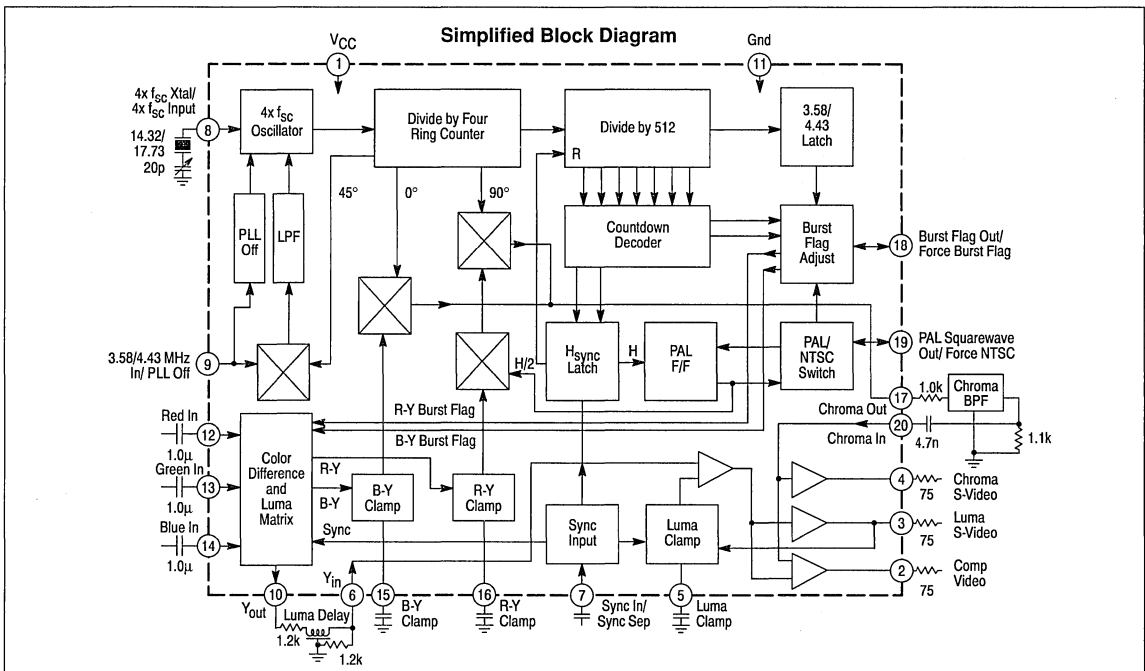 Simplified Block Diagram
VCC
1
Gnd
11
4x fsc Xtal/
4x fsc Input
8
14.32/
17.73
20p
4x fsc
Oscillator
Divide by Four
Ring Counter
Divide by 512
R
3.58/
4.43
Latch
45°
0°
90°
PLL
Off
LPF
Countdown
Decoder
Burst
Flag
Adjust
18
Burst Flag Out/
Force Burst Flag
3.58/4.43 MHz
In/ PLL Off
9
H/2
Hsync
Latch
H
PAL
F/F
PAL/
NTSC
Switch
19
PAL Squarewave
Out/ Force NTSC
17
1.0k
Chroma
BPF
Chroma Out
20
Chroma In
4.7n
1.1k
R-Y Burst Flag
B-Y Burst Flag
Red In
12
1.0µ
Green In
13
1.0µ
Blue In
14
1.0µ
Color
Difference
and
Luma
Matrix
R-Y
B-Y
Sync
B-Y
Clamp
R-Y
Clamp
Sync
Input
Luma
Clamp
4
75
Chroma
S-Video
3
75
Luma
S-Video
2
75
Comp
Video
10
Yout
Yin
6
15
B-Y
Clamp
16
R-Y
Clamp
7
Sync In/
Sync Sep
5
Luma
Clamp
Luma Delay
1.2k
1.2k